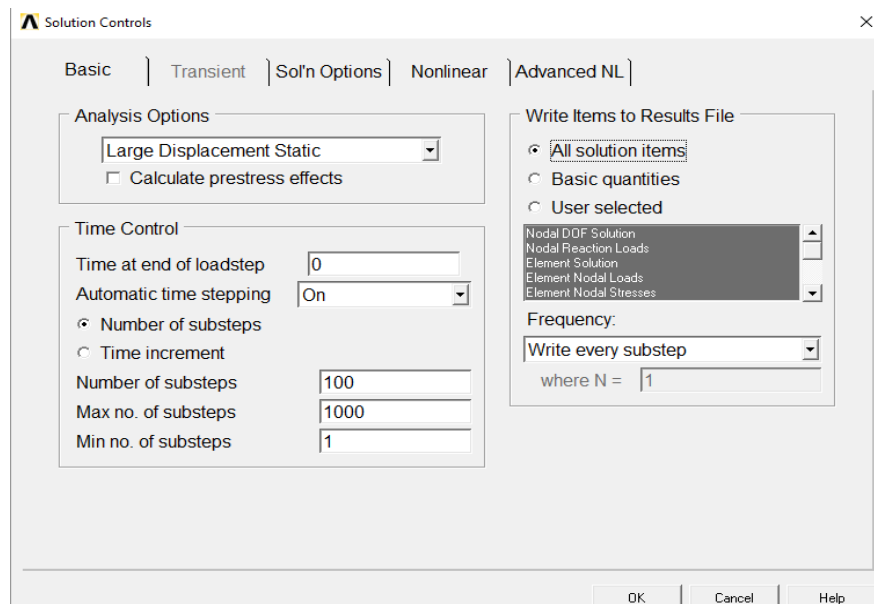 Solution Controls
Basic Transient Sol'n Options Nonlinear Advanced NL
Analysis Options
Large Displacement Static
Calculate prestress effects
Time Control
Time at end of loadstep 0
Automatic time stepping On
Number of substeps
Time increment
Number of substeps 100
Max no. of substeps 1000
Min no. of substeps 1
Write Items to Results File
All solution items
Basic quantities
User selected
Nodal DOF Solution
Nodal Reaction Loads
Element Solution
Element Nodal Loads
Element Nodal Stresses
Frequency:
Write every substep
where N = 1
OK Cancel Help